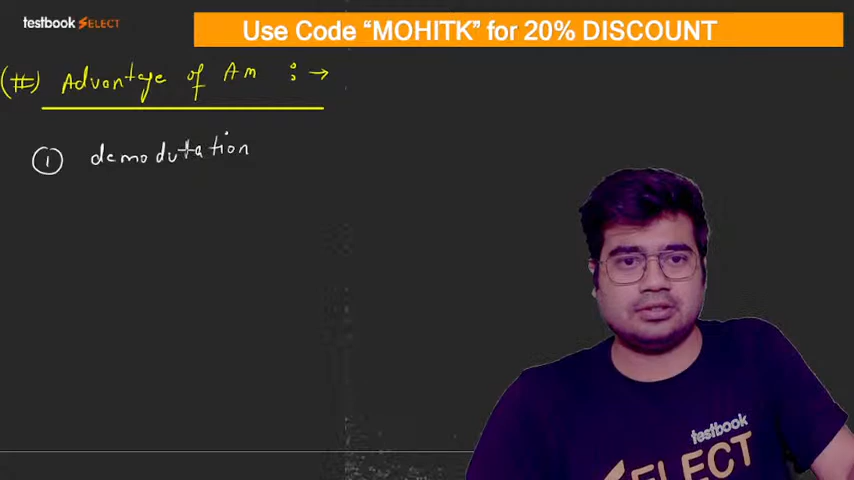 testbook SELECT
Use Code “MOHITK” for 20% DISCOUNT
(#) Advantage of Am : →
① demodutation
testbook
SELECT